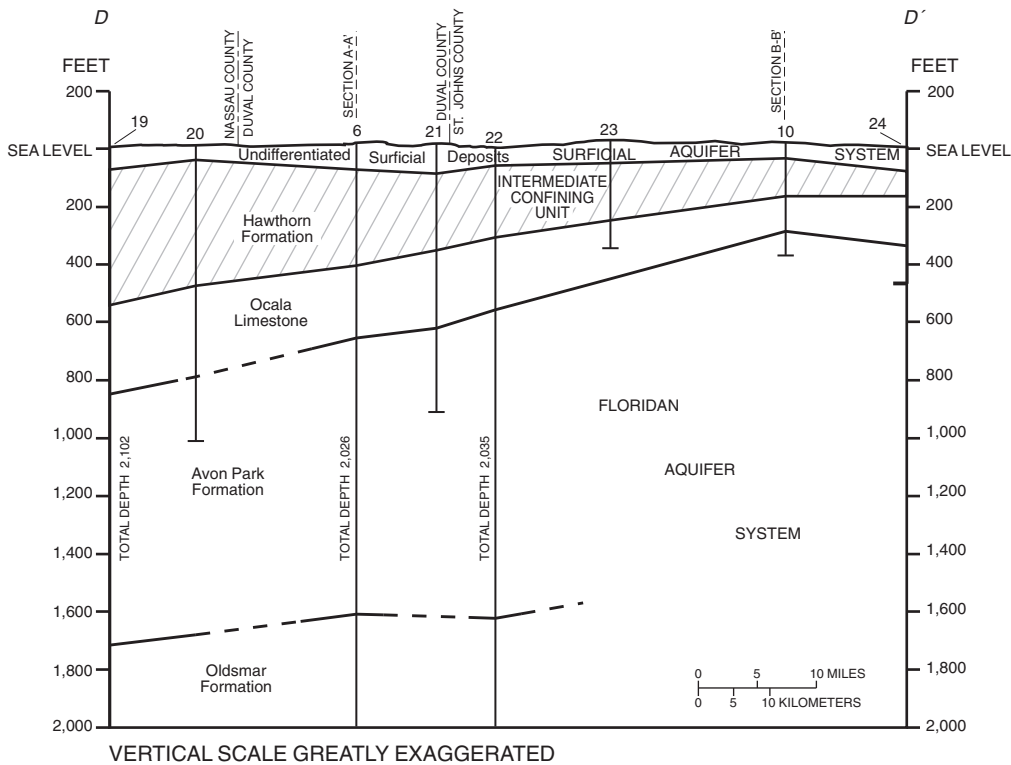 D
D´
NASSAU COUNTY
DUVAL COUNTY
SECTION A-A'
DUVAL COUNTY
ST. JOHNS COUNTY
SECTION B-B'
FEET
FEET
200
200
19
20
6
21
22
23
10
24
SEA LEVEL
SEA LEVEL
Undifferentiated
Surficial
Deposits
SURFICIAL
AQUIFER
SYSTEM
INTERMEDIATE
CONFINING
UNIT
200
200
Hawthorn
Formation
400
400
Ocala
Limestone
600
600
800
800
FLORIDAN
1,000
1,000
AQUIFER
Avon Park
Formation
TOTAL DEPTH 2,102
TOTAL DEPTH 2,026
TOTAL DEPTH 2,035
1,200
1,200
SYSTEM
1,400
1,400
1,600
1,600
Oldsmar
Formation
1,800
1,800
0 5 10 MILES
0 5 10 KILOMETERS
2,000
2,000
VERTICAL SCALE GREATLY EXAGGERATED